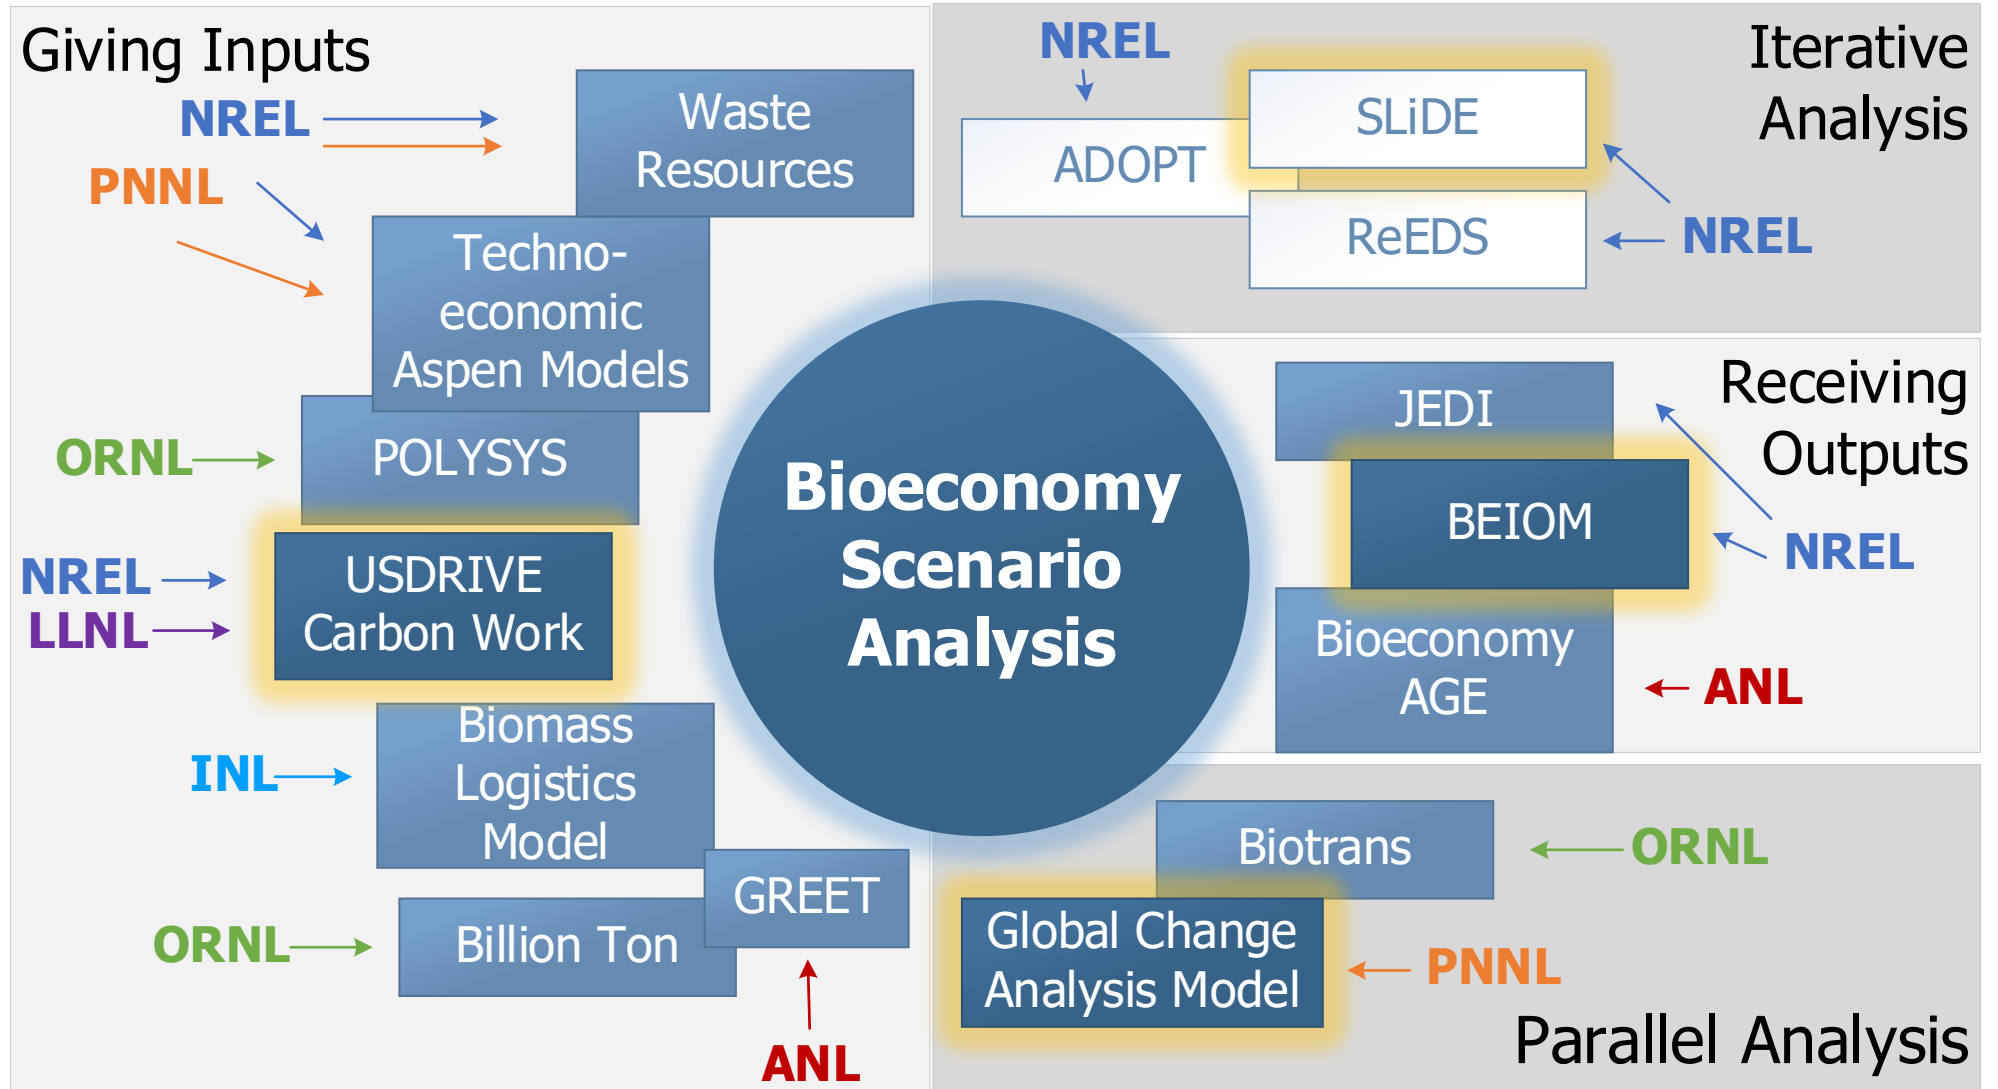 Giving Inputs
NREL
PNNL
Waste
Resources
Techno-
economic
Aspen Models
ORNL
POLYSYS
NREL
LLNL
USDRIVE
Carbon Work
INL
Biomass
Logistics
Model
GREET
ORNL
Billion Ton
ANL
Bioeconomy
Scenario
Analysis
Iterative
Analysis
NREL
SLiDE
ADOPT
ReEDS
NREL
Receiving
Outputs
JEDI
BEIOM
NREL
Bioeconomy
AGE
ANL
Biotrans
ORNL
Global Change
Analysis Model
PNNL
Parallel Analysis